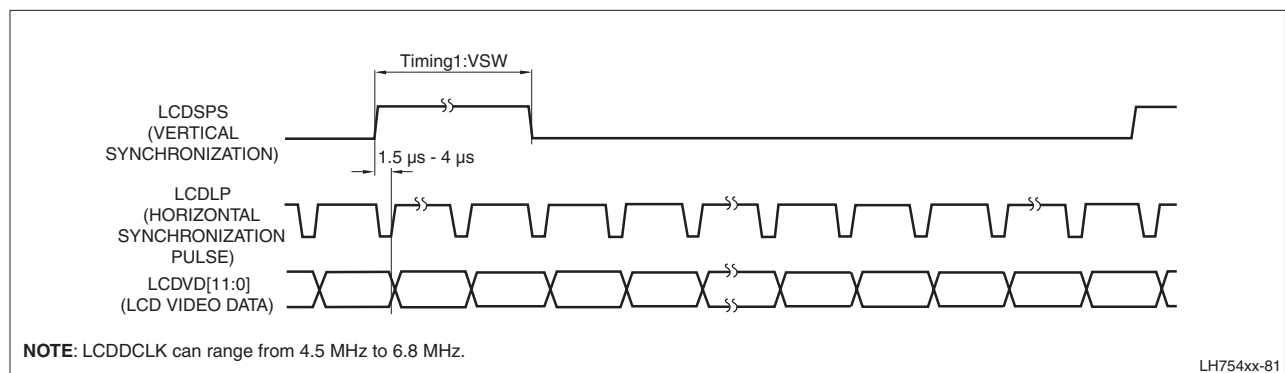 Timing1:VSW
LCDSPS
(VERTICAL
SYNCHRONIZATION)
1.5 µs - 4 µs
LCDLP
(HORIZONTAL
SYNCHRONIZATION
PULSE)
LCDVD[11:0]
(LCD VIDEO DATA)
NOTE: LCDDCLK can range from 4.5 MHz to 6.8 MHz.
LH754xx-81